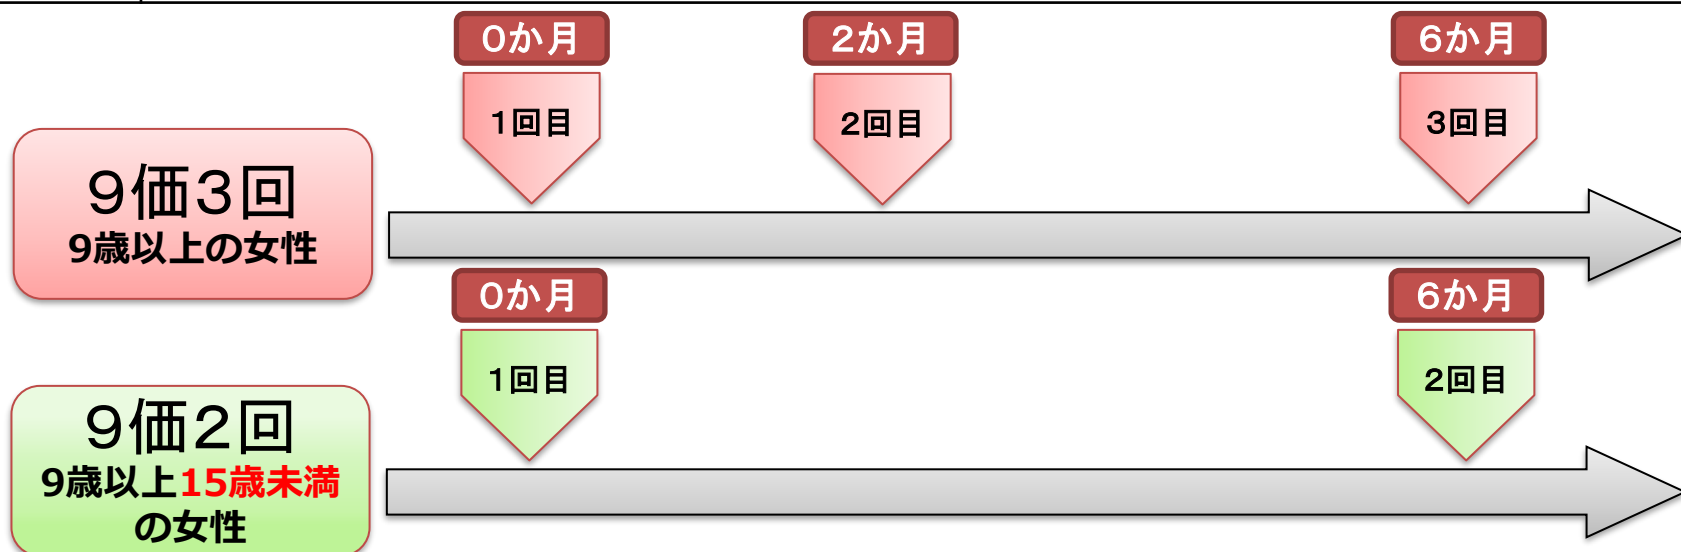 0か月
2か月
6か月
1回目
2回目
3回目
9価3回
9歳以上の女性
0か月
6か月
1回目
2回目
9価2回
9歳以上15歳未満
の女性